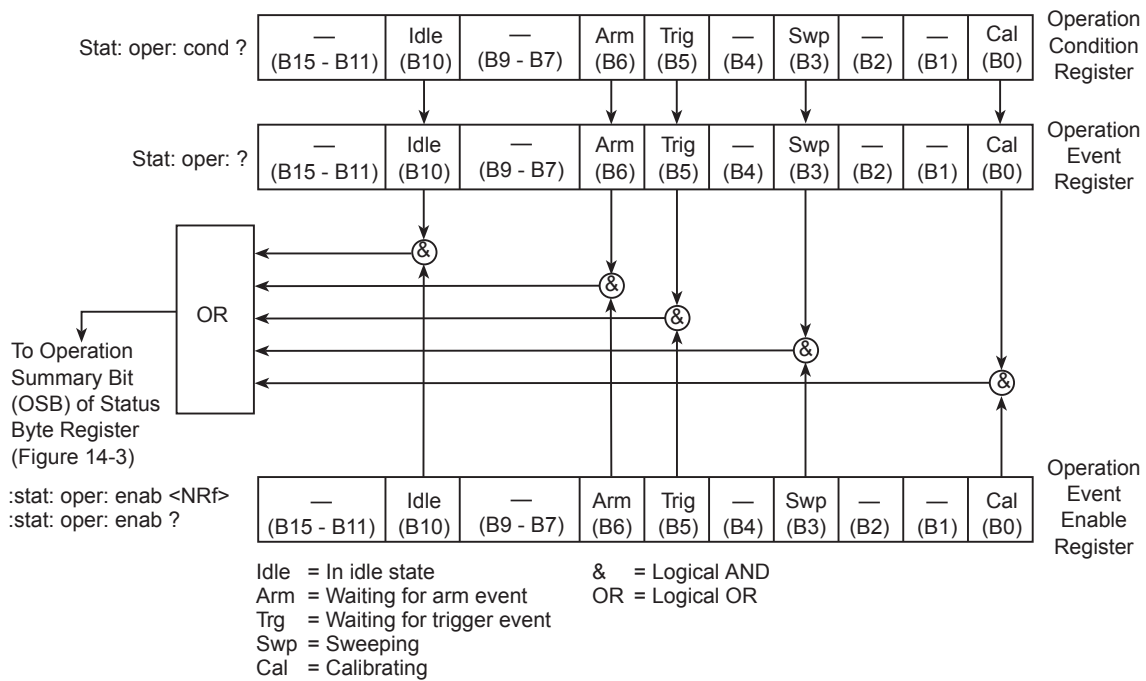 Stat: oper: cond ?
— (B15 - B11)
Idle (B10)
— (B9 - B7)
Arm (B6)
Trig (B5)
— (B4)
Swp (B3)
— (B2)
— (B1)
Cal (B0)
Operation
Condition
Register
Stat: oper: ?
— (B15 - B11)
Idle (B10)
— (B9 - B7)
Arm (B6)
Trig (B5)
— (B4)
Swp (B3)
— (B2)
— (B1)
Cal (B0)
Operation
Event
Register
&
&
&
&
&
OR
To Operation
Summary Bit
(OSB) of Status
Byte Register
(Figure 14-3)
:stat: oper: enab <NRf>
:stat: oper: enab ?
— (B15 - B11)
Idle (B10)
— (B9 - B7)
Arm (B6)
Trig (B5)
— (B4)
Swp (B3)
— (B2)
— (B1)
Cal (B0)
Operation
Event
Enable
Register
Idle = In idle state
Arm = Waiting for arm event
Trg = Waiting for trigger event
Swp = Sweeping
Cal = Calibrating
& = Logical AND
OR = Logical OR